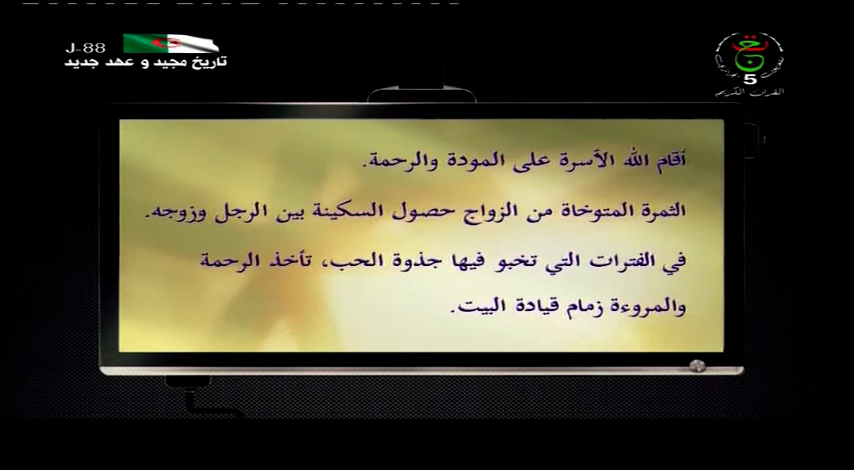 J-88
تاريخ مجيد و عهد جديد
5
القرآن الكريم
أقام الله الأسرة على المودة والرحمة.
الثمرة المتوخاة من الزواج حصول السكينة بين الرجل وزوجه.
في الفترات التي تخبو فيها جذوة الحب، تأخذ الرحمة
والمروءة زمام قيادة البيت.